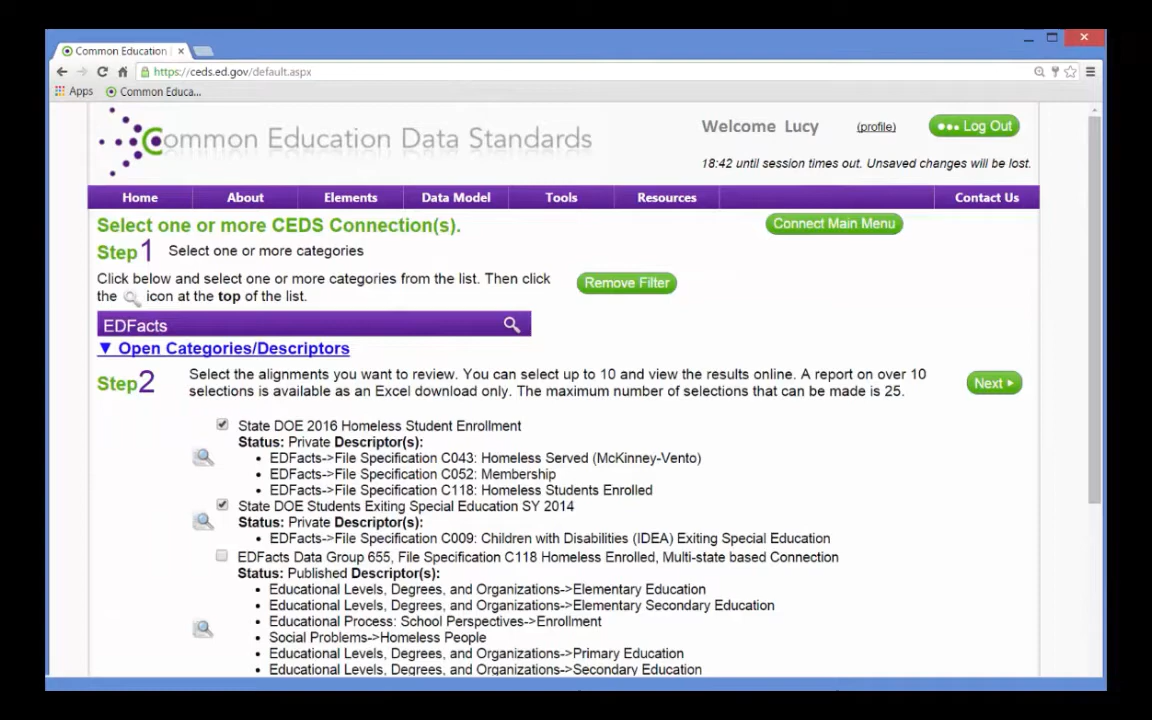 Common Education
https://ceds.ed.gov/default.aspx
Apps Common Educa...
Common Education Data Standards
Welcome Lucy (profile) Log Out
18:42 until session times out. Unsaved changes will be lost.
Home About Elements Data Model Tools Resources Contact Us
Select one or more CEDS Connection(s). Connect Main Menu
Step 1 Select one or more categories
Click below and select one or more categories from the list. Then click
the icon at the top of the list.
Remove Filter
EDFacts
▼ Open Categories/Descriptors
Step 2
Select the alignments you want to review. You can select up to 10 and view the results online. A report on over 10
selections is available as an Excel download only. The maximum number of selections that can be made is 25.
Next
State DOE 2016 Homeless Student Enrollment
Status: Private Descriptor(s):
• EDFacts->File Specification C043: Homeless Served (McKinney-Vento)
• EDFacts->File Specification C052: Membership
• EDFacts->File Specification C118: Homeless Students Enrolled
State DOE Students Exiting Special Education SY 2014
Status: Private Descriptor(s):
• EDFacts->File Specification C009: Children with Disabilities (IDEA) Exiting Special Education
EDFacts Data Group 655, File Specification C118 Homeless Enrolled, Multi-state based Connection
Status: Published Descriptor(s):
• Educational Levels, Degrees, and Organizations->Elementary Education
• Educational Levels, Degrees, and Organizations->Elementary Secondary Education
• Educational Process: School Perspectives->Enrollment
• Social Problems->Homeless People
• Educational Levels, Degrees, and Organizations->Primary Education
• Educational Levels, Degrees, and Organizations->Secondary Education